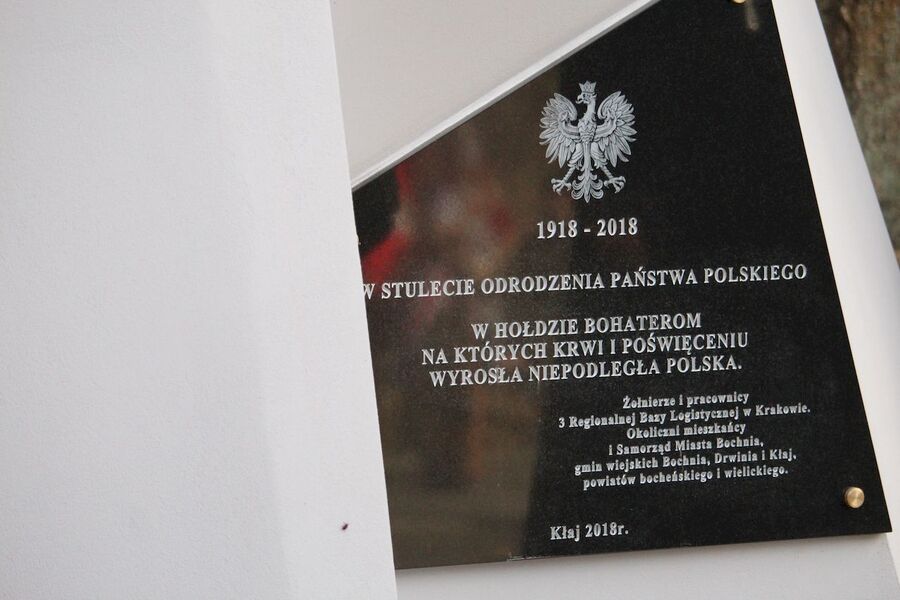 1918 - 2018
W STULECIE ODRODZENIA PAŃSTWA POLSKIEGO
W HOŁDZIE BOHATEROM
NA KTÓRYCH KRWI I POŚWIĘCENIU
WYROSŁA NIEPODLEGŁA POLSKA.
Żołnierze i pracownicy
3 Regionalnej Bazy Logistycznej w Krakowie.
Okoliczni mieszkańcy
i Samorząd Miasta Bochnia,
gmin wiejskich Bochnia, Drwinia i Kłaj,
powiatów bocheńskiego i wielickiego.
Kłaj 2018r.